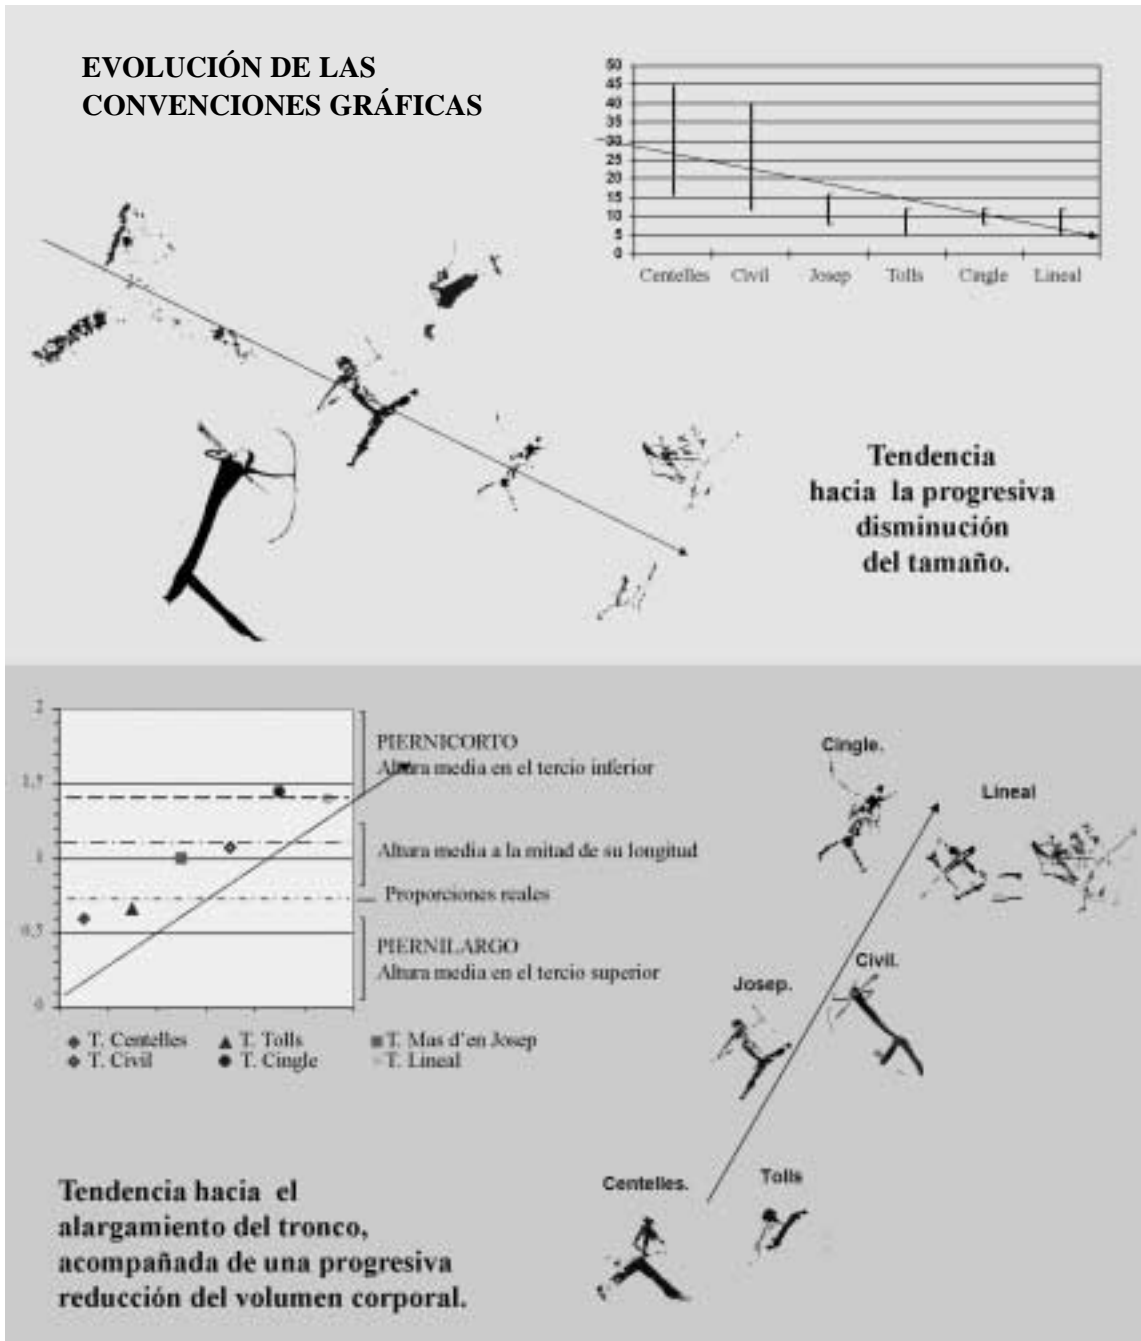 EVOLUCIÓN DE LAS
CONVENCIONES GRÁFICAS
50
45
40
35
30
25
20
15
10
5
0
Centelles Civil Josep Tolls Cingle Lineal
Tendencia
hacia la progresiva
disminución
del tamaño.
2
1,5
1
0,5
0
PIERNICORTO
Altura media en el tercio inferior
Altura media a la mitad de su longitud
Proporciones reales
PIERNILARGO
Altura media en el tercio superior
T. Centelles T. Tolls T. Mas d'en Josep
T. Civil T. Cingle T. Lineal
Cingle.
Lineal
Civil.
Josep.
Centelles.
Tolls
Tendencia hacia el
alargamiento del tronco,
acompañada de una progresiva
reducción del volumen corporal.